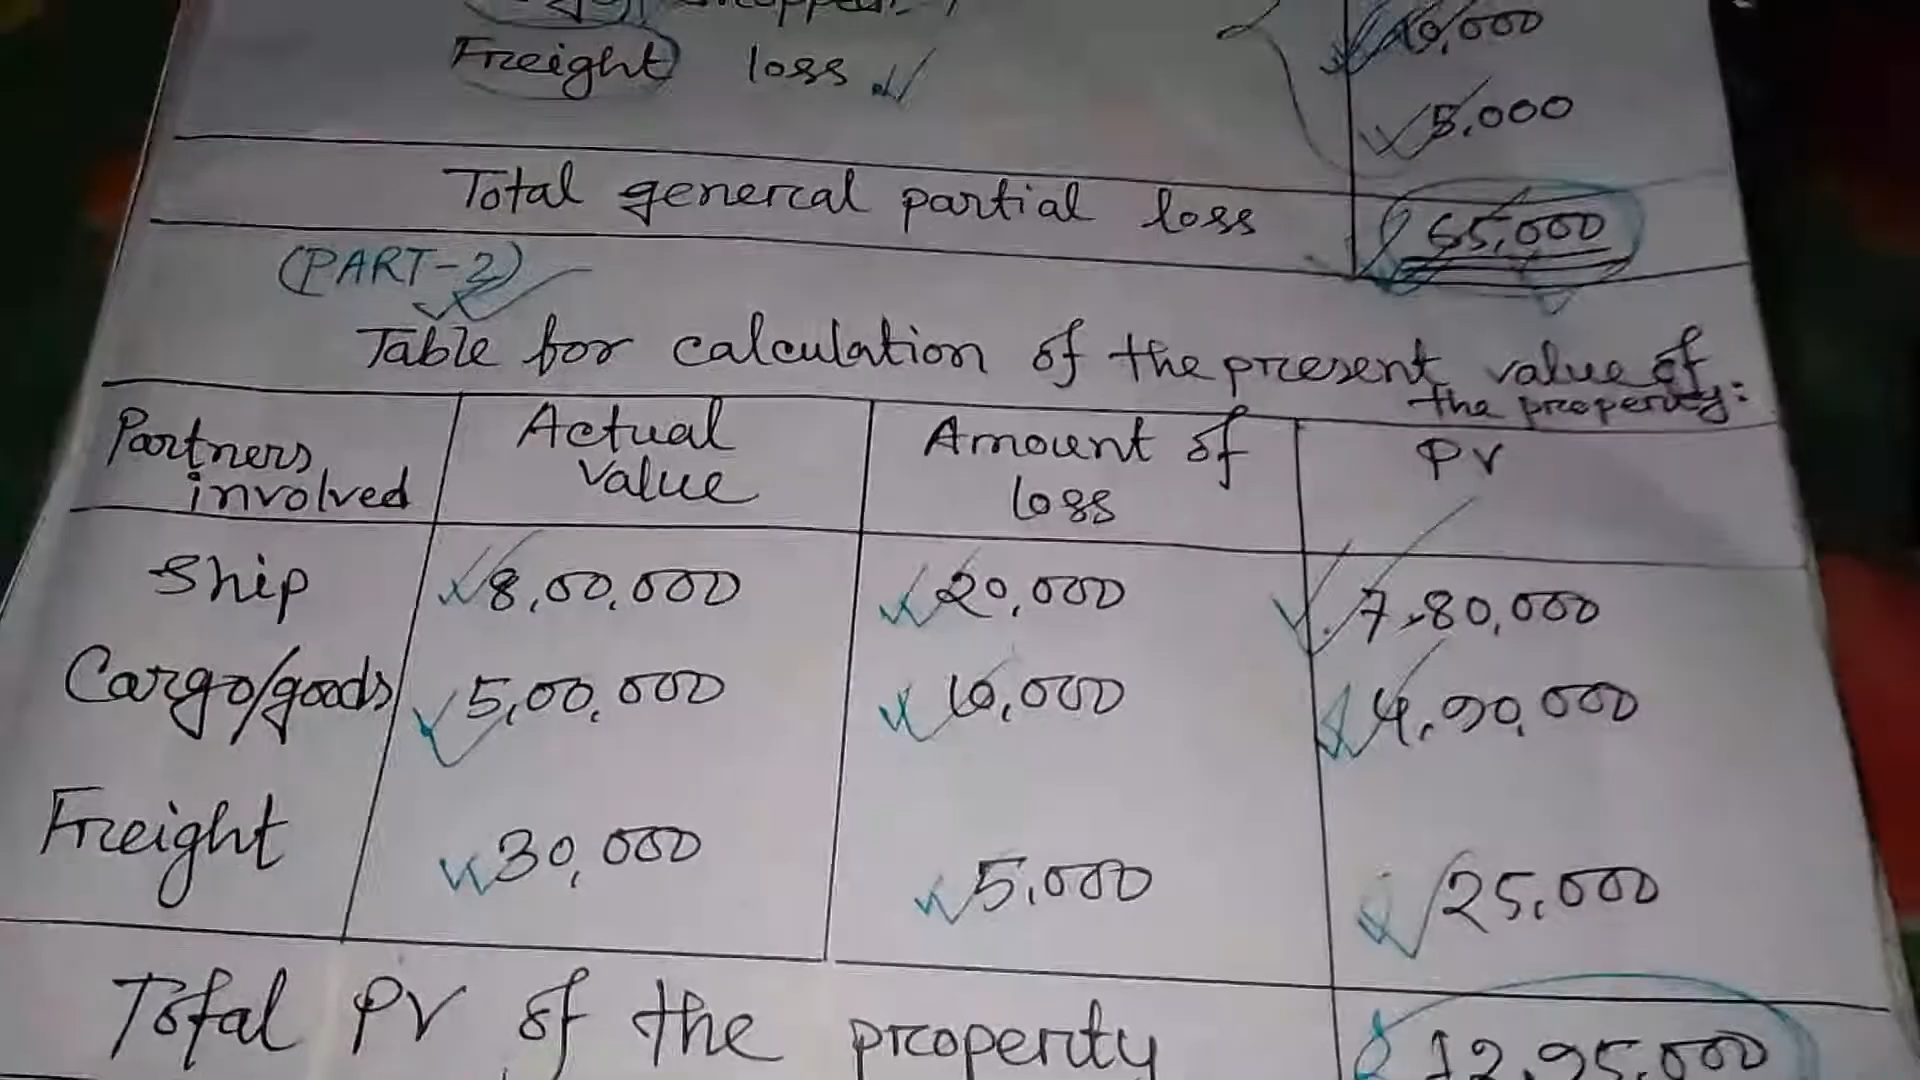 Freight loss
10,000
5,000
Total general partial loss 55,000
(PART-2)
Table for calculation of the present value of
the property:
Partners involved Actual Value Amount of loss PV
Ship 8,00,000 20,000 7,80,000
Cargo/goods 5,00,000 10,000 4,90,000
Freight 30,000 5,000 25,000
Total PV of the property 12,95,000